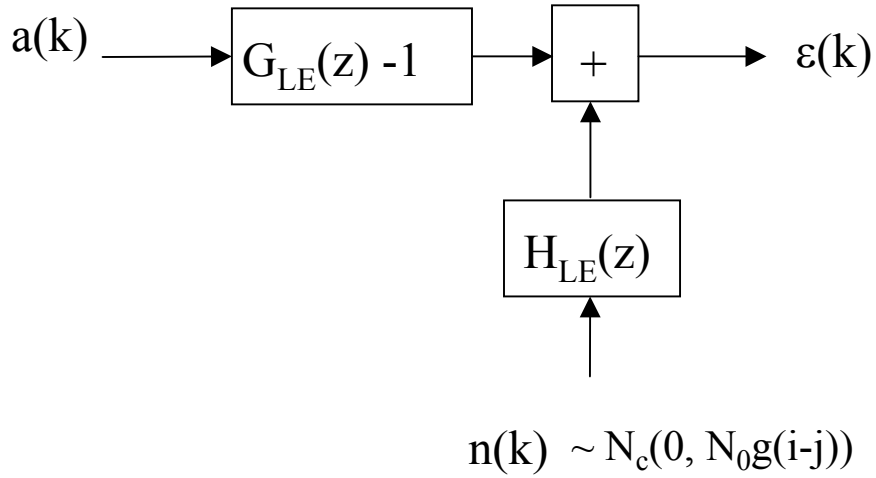 a(k)
G_LE(z) -1
+
ε(k)
H_LE(z)
n(k) ~ N_c(0, N_0g(i-j))